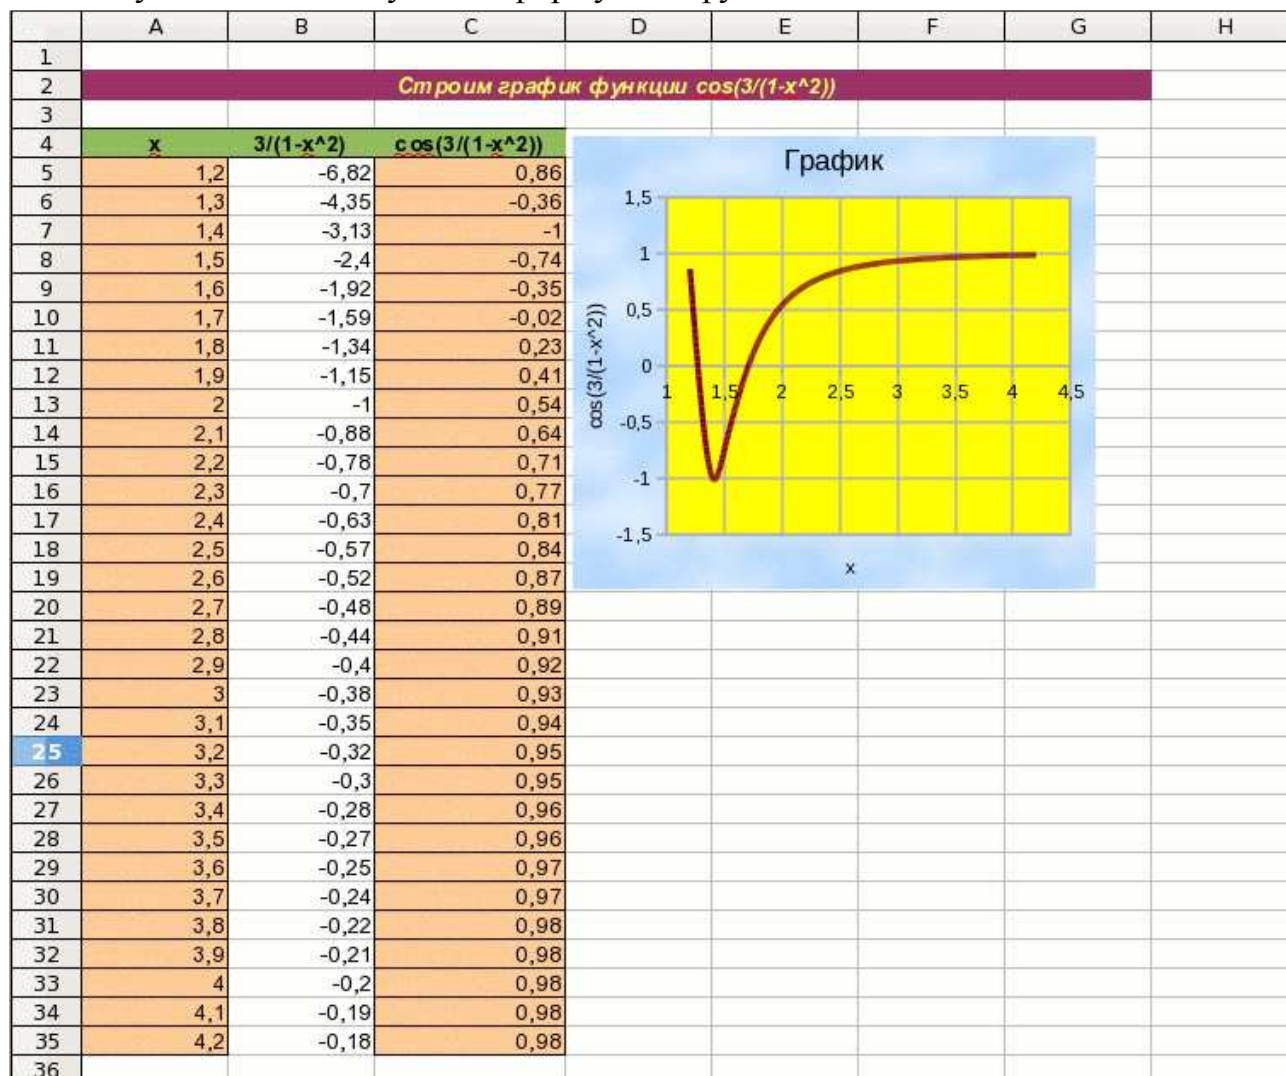 A B C D E F G H
1
2 Строим график функции cos(3/(1-x^2))
3
4 x 3/(1-x^2) cos(3/(1-x^2))
5 1,2 -6,82 0,86
6 1,3 -4,35 -0,36
7 1,4 -3,13 -1
8 1,5 -2,4 -0,74
9 1,6 -1,92 -0,35
10 1,7 -1,59 -0,02
11 1,8 -1,34 0,23
12 1,9 -1,15 0,41
13 2 -1 0,54
14 2,1 -0,88 0,64
15 2,2 -0,78 0,71
16 2,3 -0,7 0,77
17 2,4 -0,63 0,81
18 2,5 -0,57 0,84
19 2,6 -0,52 0,87
20 2,7 -0,48 0,89
21 2,8 -0,44 0,91
22 2,9 -0,4 0,92
23 3 -0,38 0,93
24 3,1 -0,35 0,94
25 3,2 -0,32 0,95
26 3,3 -0,3 0,95
27 3,4 -0,28 0,96
28 3,5 -0,27 0,96
29 3,6 -0,25 0,97
30 3,7 -0,24 0,97
31 3,8 -0,22 0,98
32 3,9 -0,21 0,98
33 4 -0,2 0,98
34 4,1 -0,19 0,98
35 4,2 -0,18 0,98
36
График
1,5
1
0,5
0
-0,5
-1
-1,5
1 1,5 2 2,5 3 3,5 4 4,5
cos(3/(1-x^2))
x